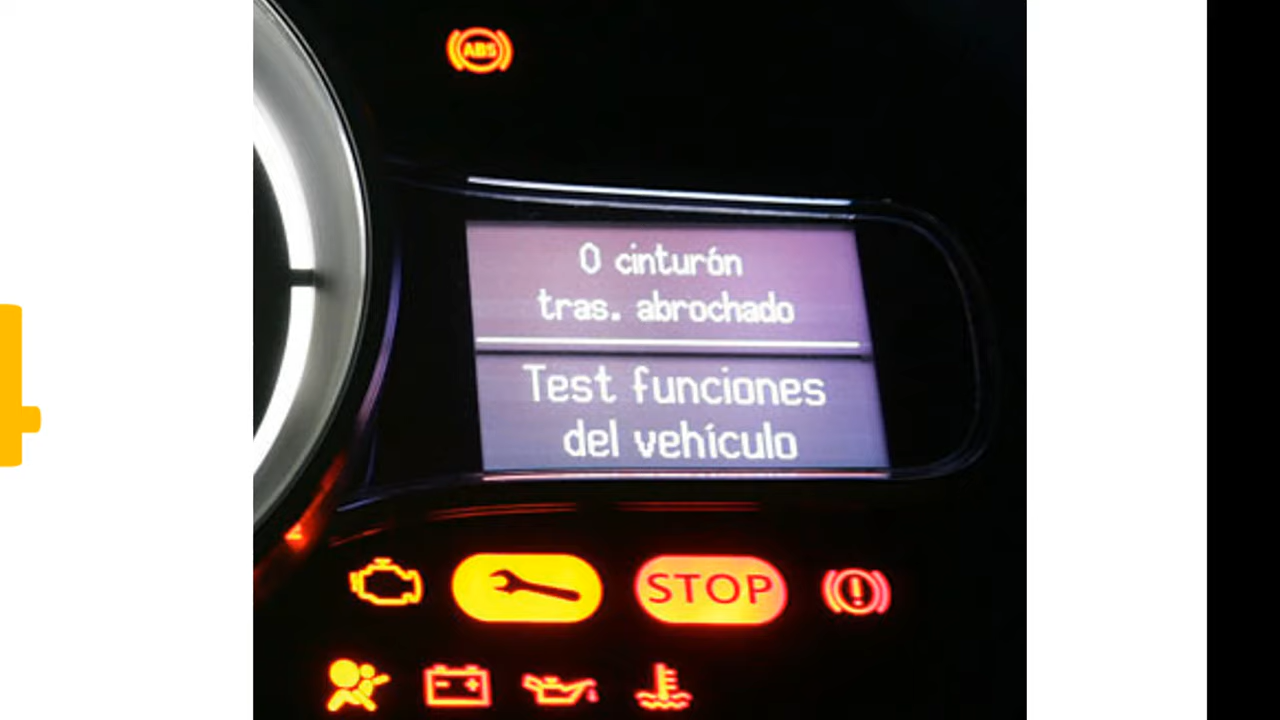 ABS
0 cinturón
tras. abrochado
Test funciones
del vehículo
STOP